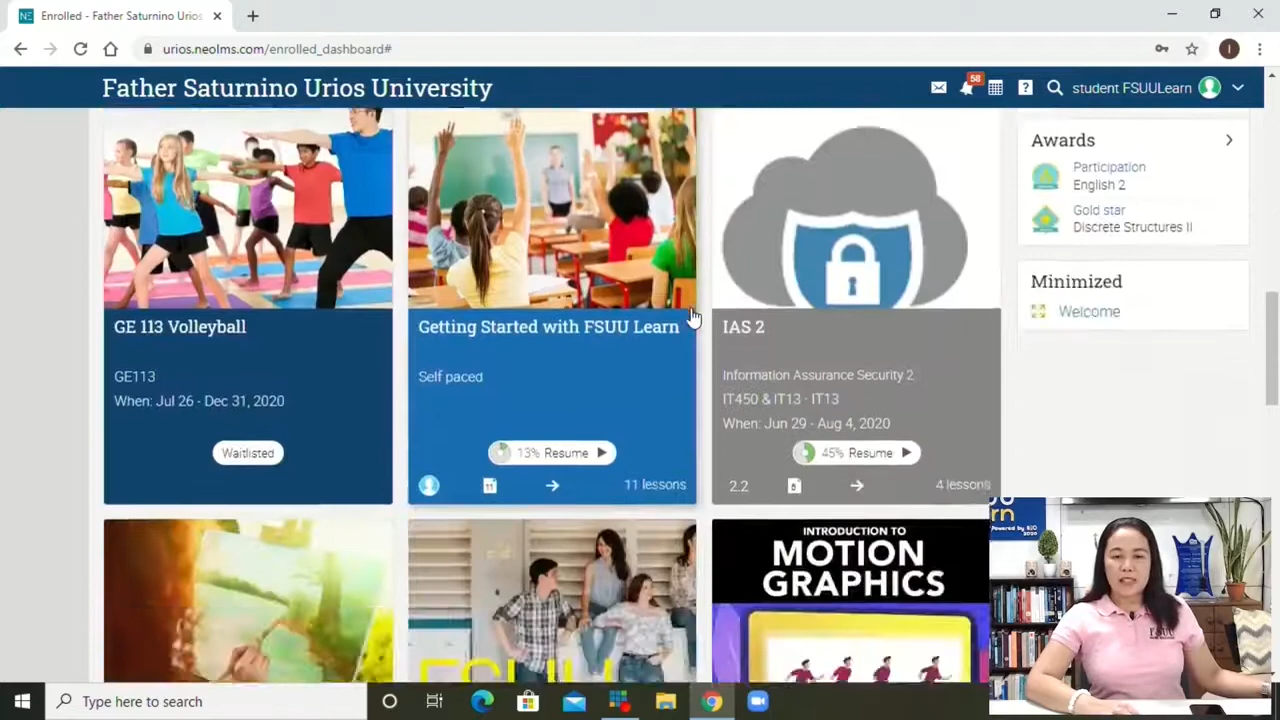 Enrolled - Father Saturnino Urios
urios.neolms.com/enrolled_dashboard#
I
Father Saturnino Urios University
58
student FSUULearn
Awards
Participation
English 2
Gold star
Discrete Structures II
Minimized
Welcome
GE 113 Volleyball
GE113
When: Jul 26 - Dec 31, 2020
Waitlisted
Getting Started with FSUU Learn
Self paced
13% Resume
11
11 lessons
IAS 2
Information Assurance Security 2
IT450 & IT13 · IT13
When: Jun 29 - Aug 4, 2020
45% Resume
2.2
4 lessons
FSUU
INTRODUCTION TO
MOTION
GRAPHICS
Type here to search